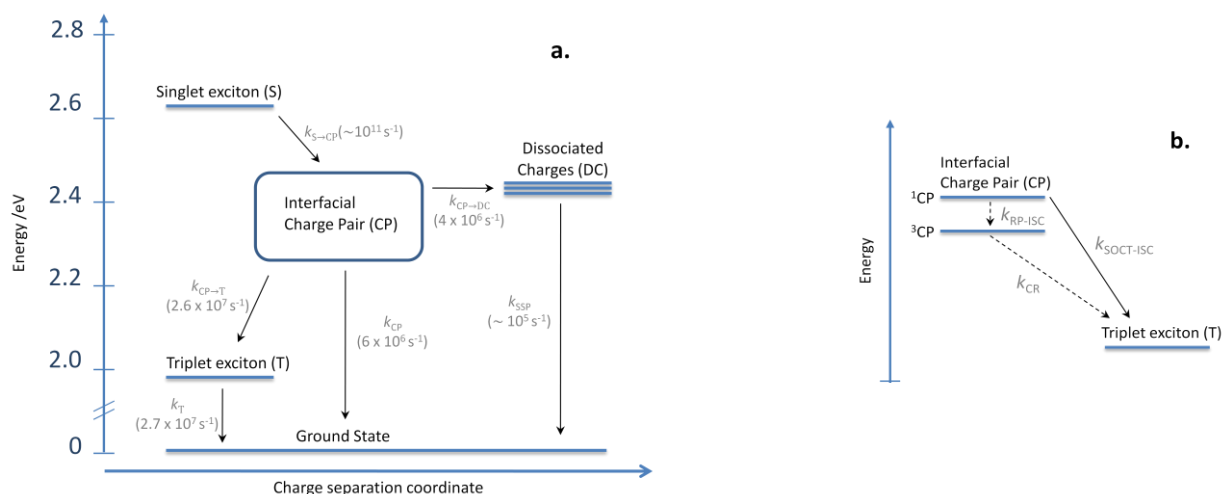 a.
2.8
2.6
2.4
2.2
2.0
0
Energy /eV
Singlet exciton (S)
kS→CP(~10¹¹ s⁻¹)
Interfacial
Charge Pair (CP)
Dissociated
Charges (DC)
kCP→DC
(4 x 10⁶ s⁻¹)
kCP→T
(2.6 x 10⁷ s⁻¹)
kCP
(6 x 10⁶ s⁻¹)
kSSP
(~ 10⁵ s⁻¹)
Triplet exciton (T)
kT
(2.7 x 10⁷ s⁻¹)
Ground State
Charge separation coordinate
b.
Energy
Interfacial
Charge Pair (CP)
¹CP
kRP-ISC
³CP
kSOCT-ISC
kCR
Triplet exciton (T)